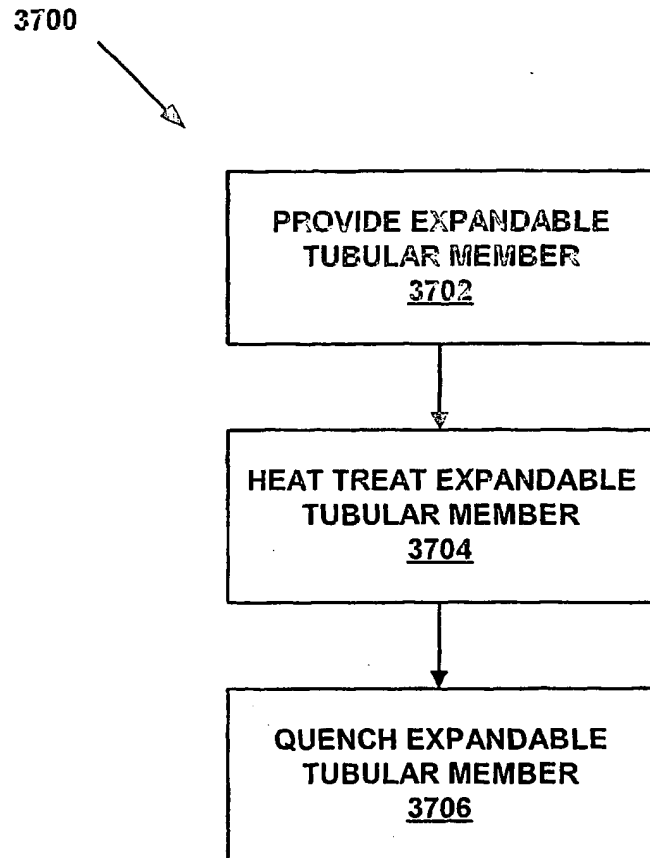 3700
PROVIDE EXPANDABLE
TUBULAR MEMBER
3702
HEAT TREAT EXPANDABLE
TUBULAR MEMBER
3704
QUENCH EXPANDABLE
TUBULAR MEMBER
3706